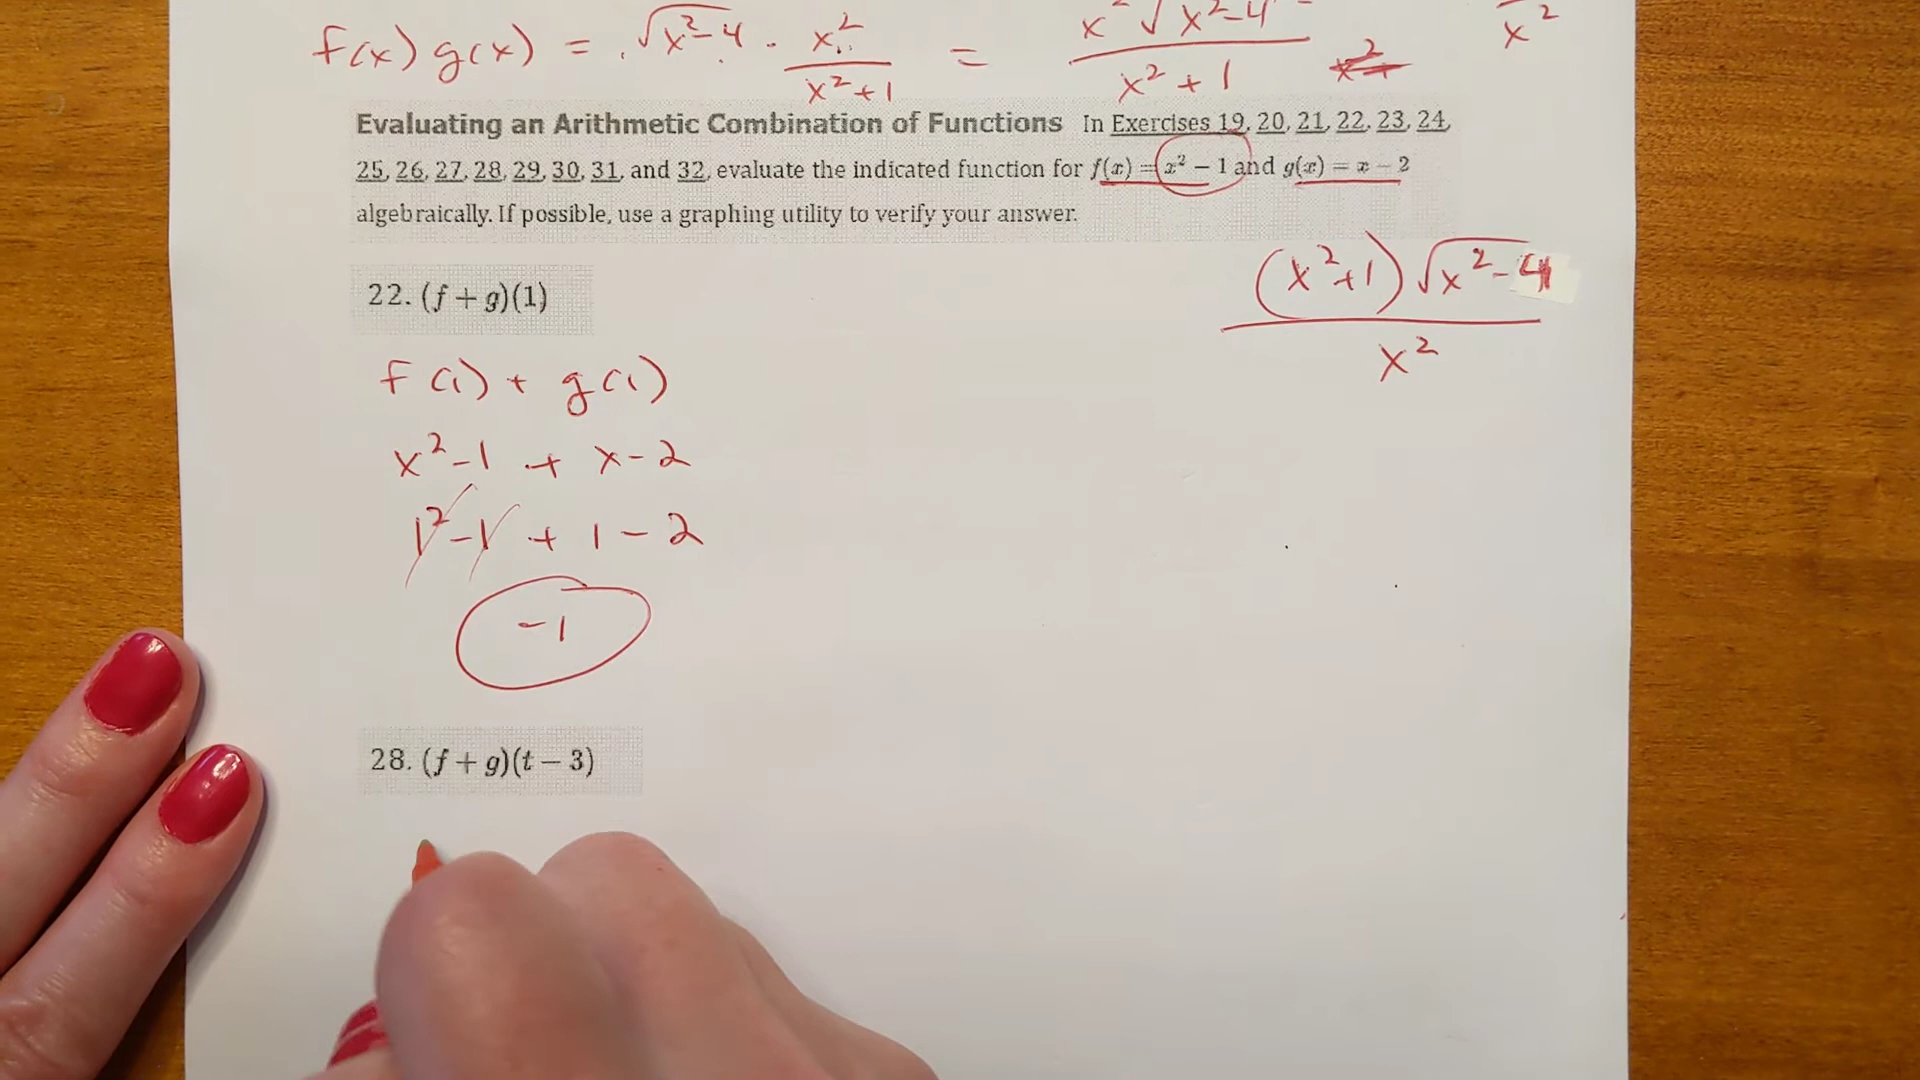 f(x) g(x) = √x²-4 · x²/x²+1 = x²√x²-4/x²+1
x²
Evaluating an Arithmetic Combination of Functions In Exercises 19, 20, 21, 22, 23, 24,
25, 26, 27, 28, 29, 30, 31, and 32, evaluate the indicated function for f(x) = x² − 1 and g(x) = x − 2
algebraically. If possible, use a graphing utility to verify your answer.
(x²+1)√x²-4/x²
22. (f + g)(1)
f(1) + g(1)
x²-1 + x-2
1²-1 + 1-2
-1
28. (f + g)(t − 3)